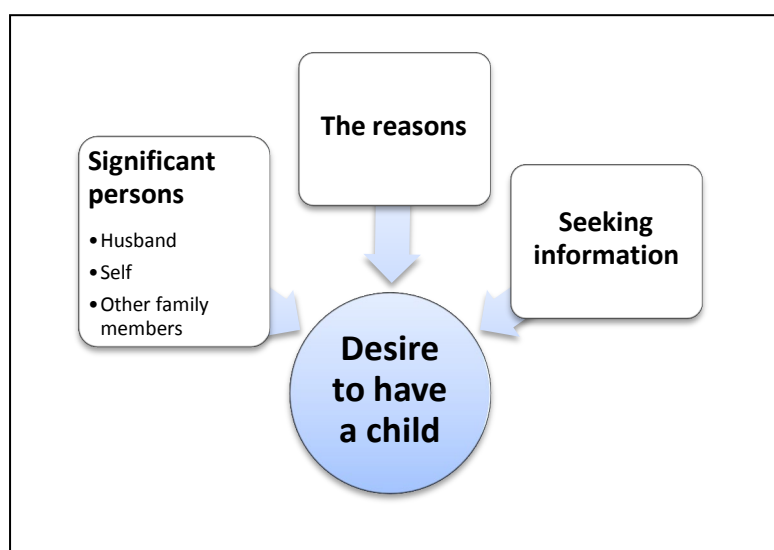 The reasons
Significant
persons
•Husband
•Self
•Other family
members
Seeking
information
Desire
to have
a child